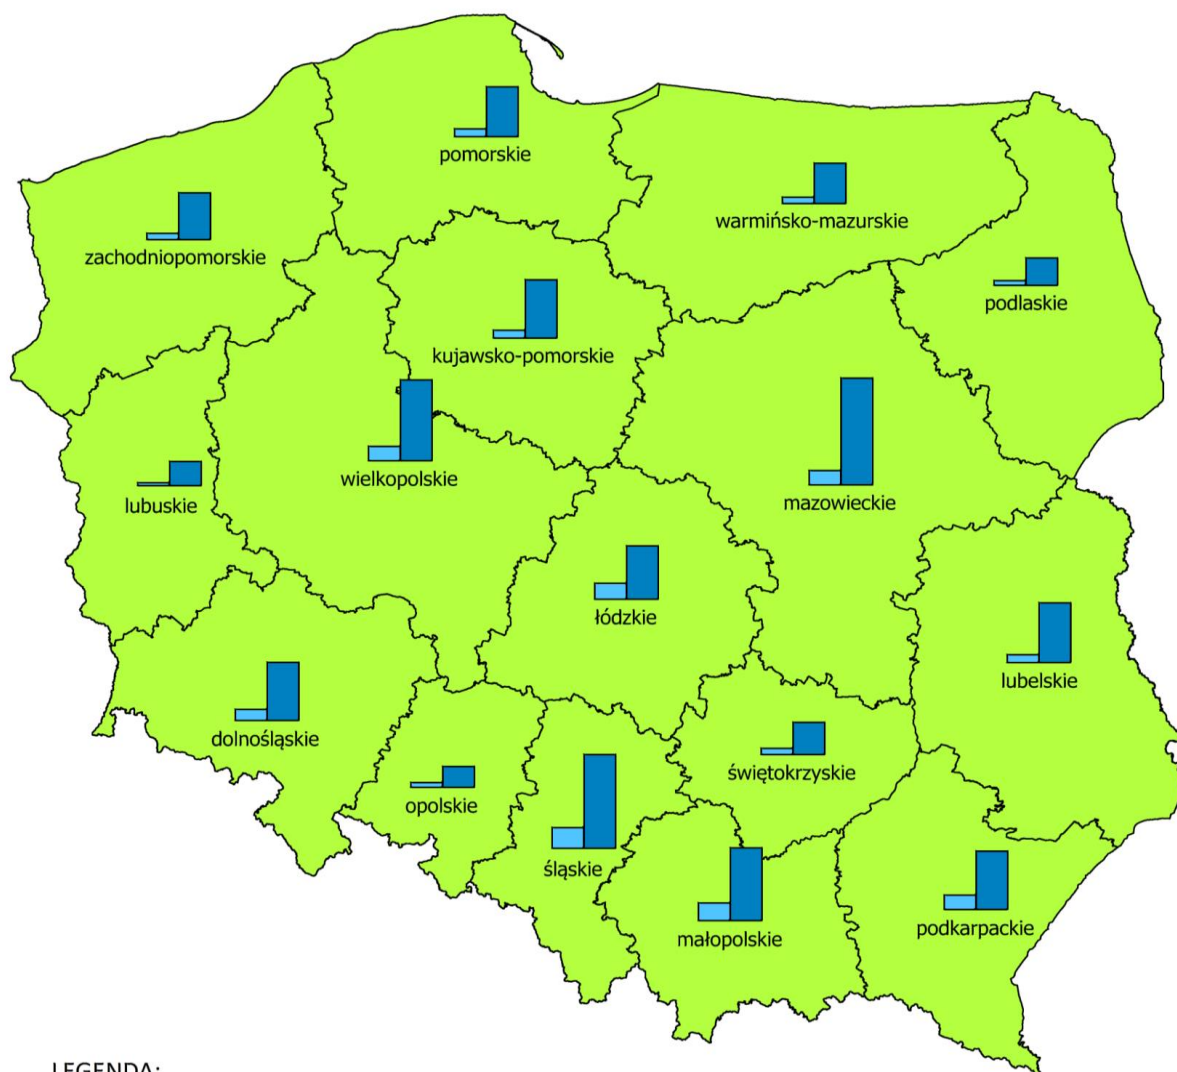 pomorskie
warmińsko-mazurskie
zachodniopomorskie
podlaskie
kujawsko-pomorskie
wielkopolskie
lubuskie
mazowieckie
łódzkie
lubelskie
dolnośląskie
świętokrzyskie
opolskie
śląskie
podkarpackie
małopolskie
LEGENDA: